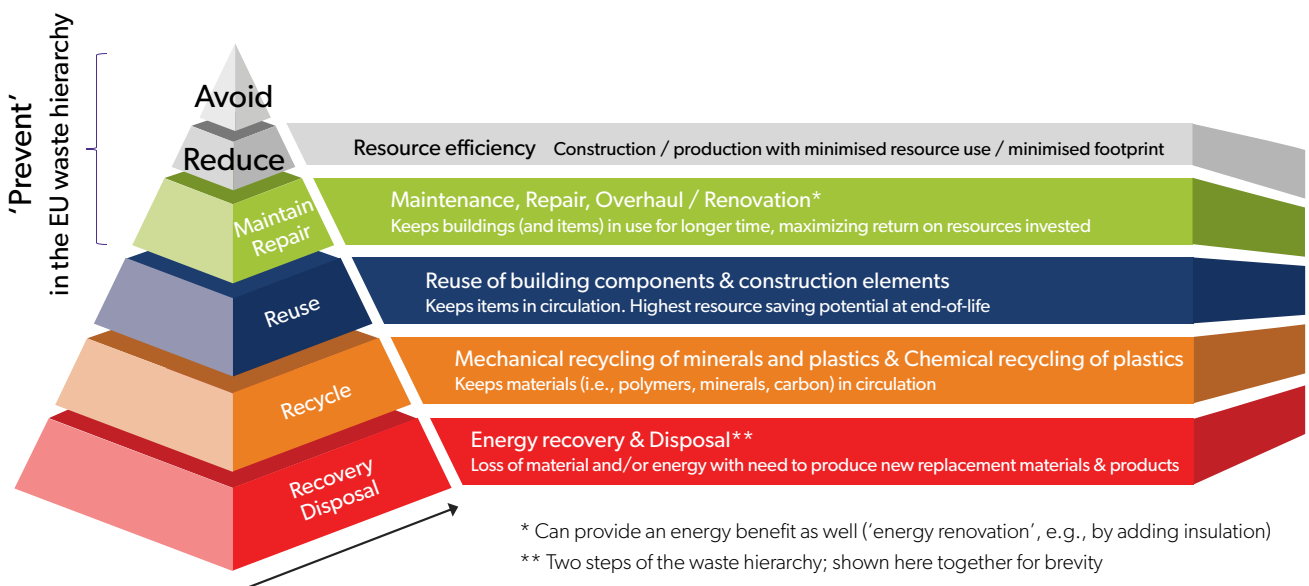 'Prevent'
in the EU waste hierarchy
Avoid
Reduce
Resource efficiency Construction / production with minimised resource use / minimised footprint
Maintain
Repair
Maintenance, Repair, Overhaul / Renovation*
Keeps buildings (and items) in use for longer time, maximizing return on resources invested
Reuse
Reuse of building components & construction elements
Keeps items in circulation. Highest resource saving potential at end-of-life
Recycle
Mechanical recycling of minerals and plastics & Chemical recycling of plastics
Keeps materials (i.e., polymers, minerals, carbon) in circulation
Recovery
Disposal
Energy recovery & Disposal**
Loss of material and/or energy with need to produce new replacement materials & products
* Can provide an energy benefit as well ('energy renovation', e.g., by adding insulation)
** Two steps of the waste hierarchy; shown here together for brevity